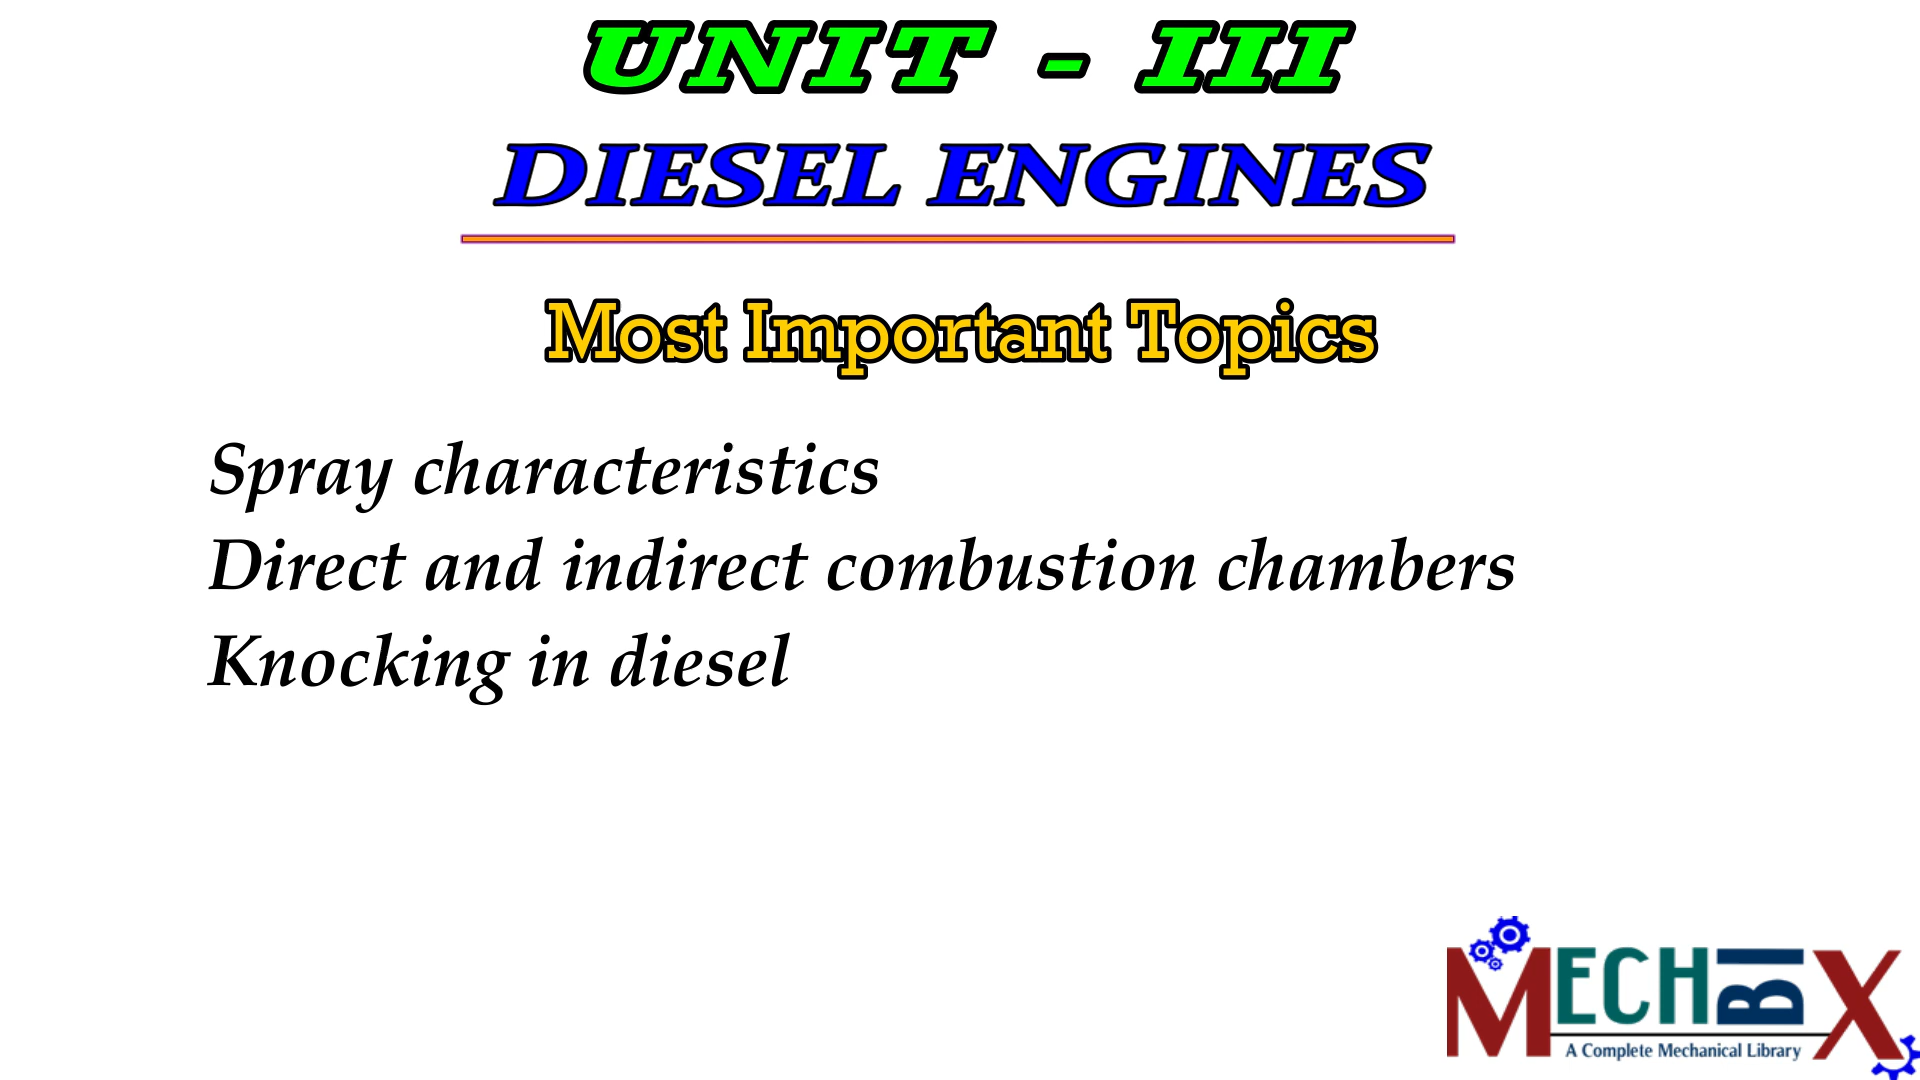 UNIT - III
DIESEL ENGINES
Most Important Topics
Spray characteristics
Direct and indirect combustion chambers
Knocking in diesel
MECHBIX
A Complete Mechanical Library